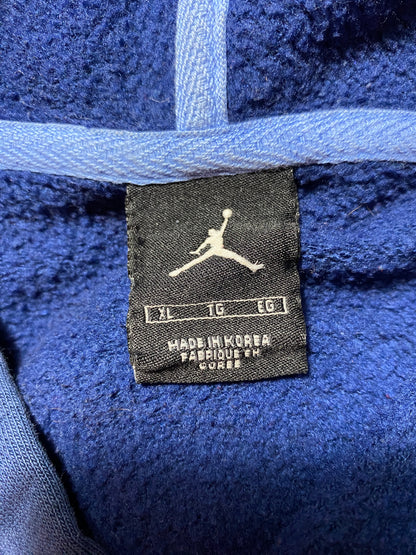 XL TG EG
MADE IN KOREA
FABRIQUE EN
COREE